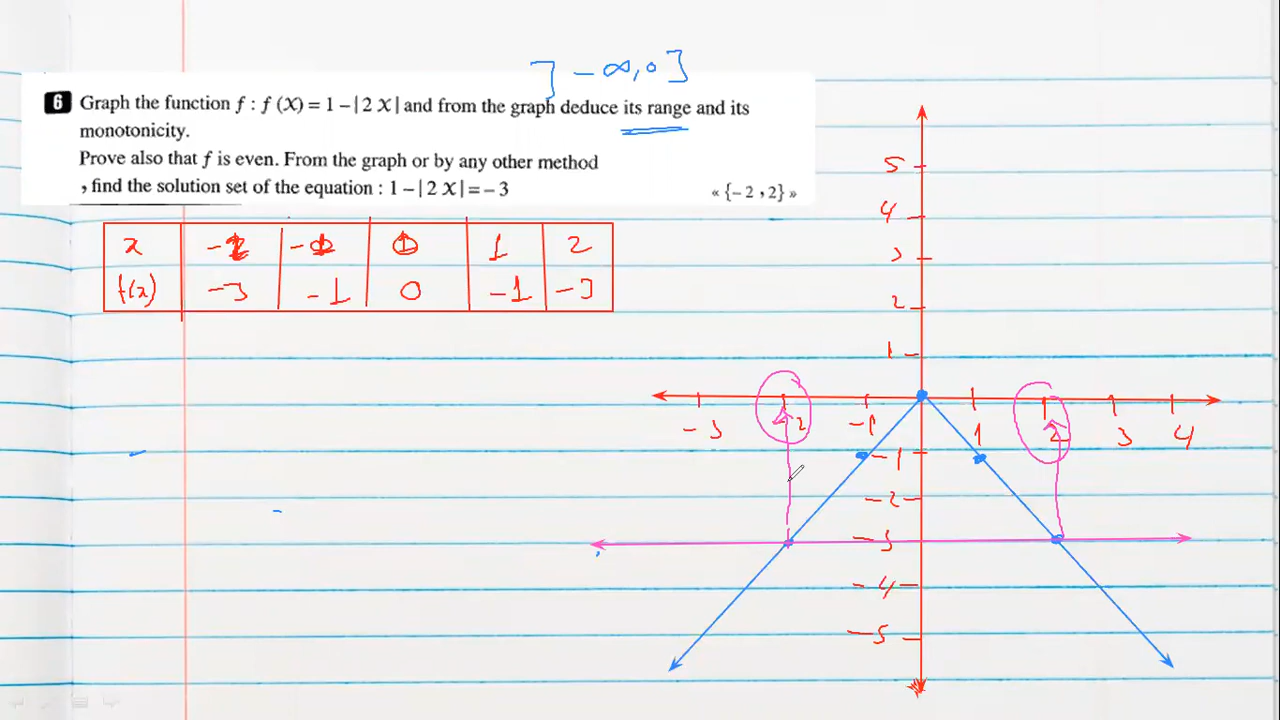 ]-∞,0]
6 Graph the function f : f (X) = 1 – | 2 X | and from the graph deduce its range and its
monotonicity.
Prove also that f is even. From the graph or by any other method
, find the solution set of the equation : 1 – | 2 X | = – 3 « {– 2 , 2} »
x 1 2
f(x) -3 -1 0 -1 -3
5
4
3
2
1
-3 2 -1 1 2 3 4
-1
-2
-3
-4
-5